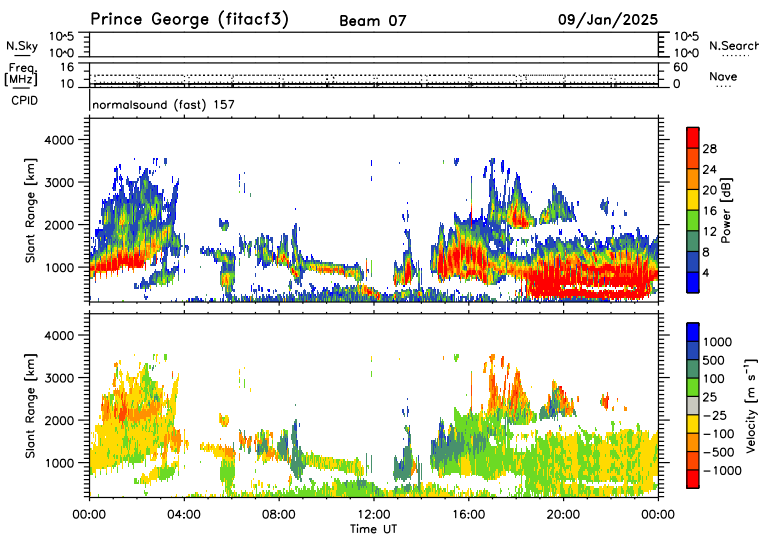 Prince George (fitacf3) Beam 07 09/Jan/2025
N.Sky 10^5 10^0 10^5 10^0 N.Search
Freq. [MHz] 16 10 60 0 Nave
CPID normalsound (fast) 157
Slant Range [km] 4000 3000 2000 1000
28 24 20 16 12 8 4 Power [dB]
Slant Range [km] 4000 3000 2000 1000
1000 500 100 25 -25 -100 -500 -1000 Velocity [m s⁻¹]
00:00 04:00 08:00 12:00 16:00 20:00 00:00
Time UT